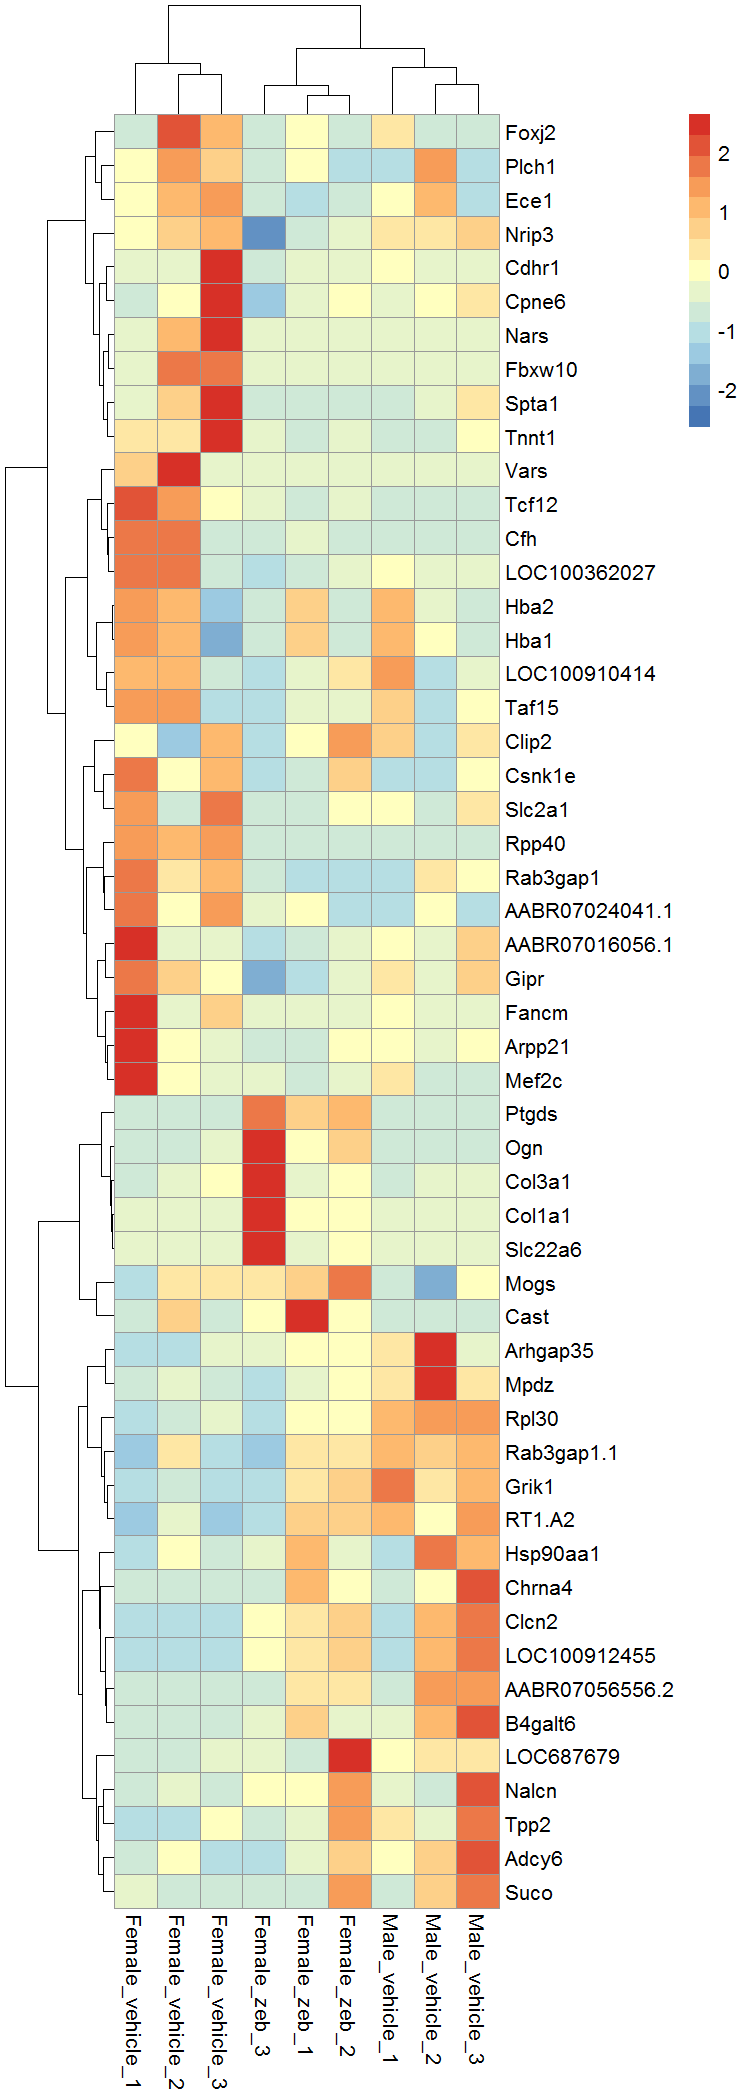 Foxj2
Plch1
Ece1
Nrip3
Cdhr1
Cpne6
Nars
Fbxw10
Spta1
Tnnt1
Vars
Tcf12
Cfh
LOC100362027
Hba2
Hba1
LOC100910414
Taf15
Clip2
Csnk1e
Slc2a1
Rpp40
Rab3gap1
AABR07024041.1
AABR07016056.1
Gipr
Fancm
Arpp21
Mef2c
Ptgds
Ogn
Col3a1
Col1a1
Slc22a6
Mogs
Cast
Arhgap35
Mpdz
Rpl30
Rab3gap1.1
Grik1
RT1.A2
Hsp90aa1
Chrna4
Clcn2
LOC100912455
AABR07056556.2
B4galt6
LOC687679
Nalcn
Tpp2
Adcy6
Suco
2
1
0
-1
-2
Female_vehicle_1
Female_vehicle_2
Female_vehicle_3
Female_zeb_3
Female_zeb_1
Female_zeb_2
Male_vehicle_1
Male_vehicle_2
Male_vehicle_3